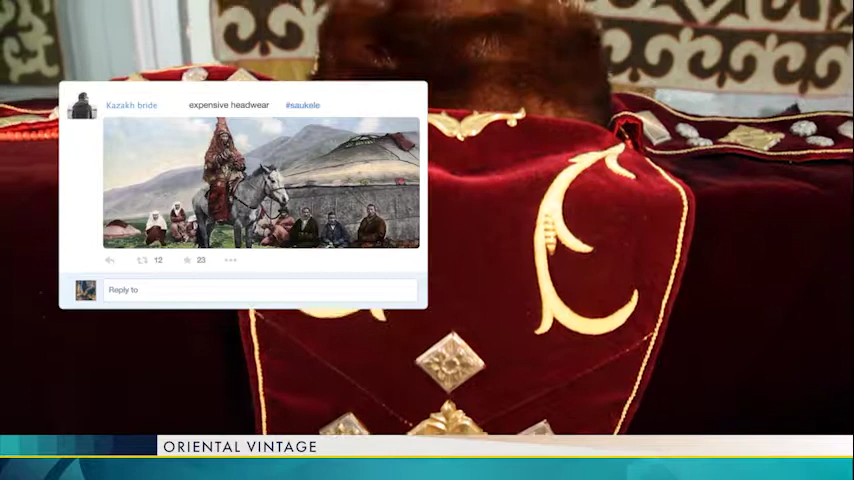 Kazakh bride expensive headwear #saukele
12 23
Reply to
ORIENTAL VINTAGE